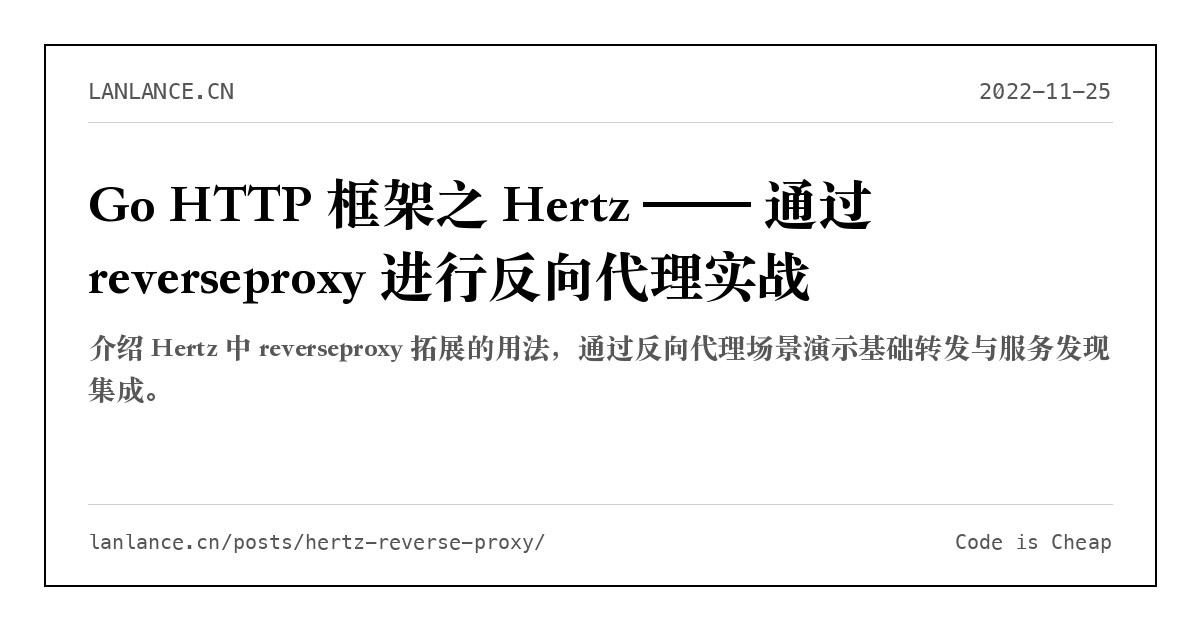 LANLANCE.CN
2022-11-25
Go HTTP 框架之 Hertz —— 通过
reverseproxy 进行反向代理实战
介绍 Hertz 中 reverseproxy 拓展的用法，通过反向代理场景演示基础转发与服务发现
集成。
lanlance.cn/posts/hertz-reverse-proxy/
Code is Cheap